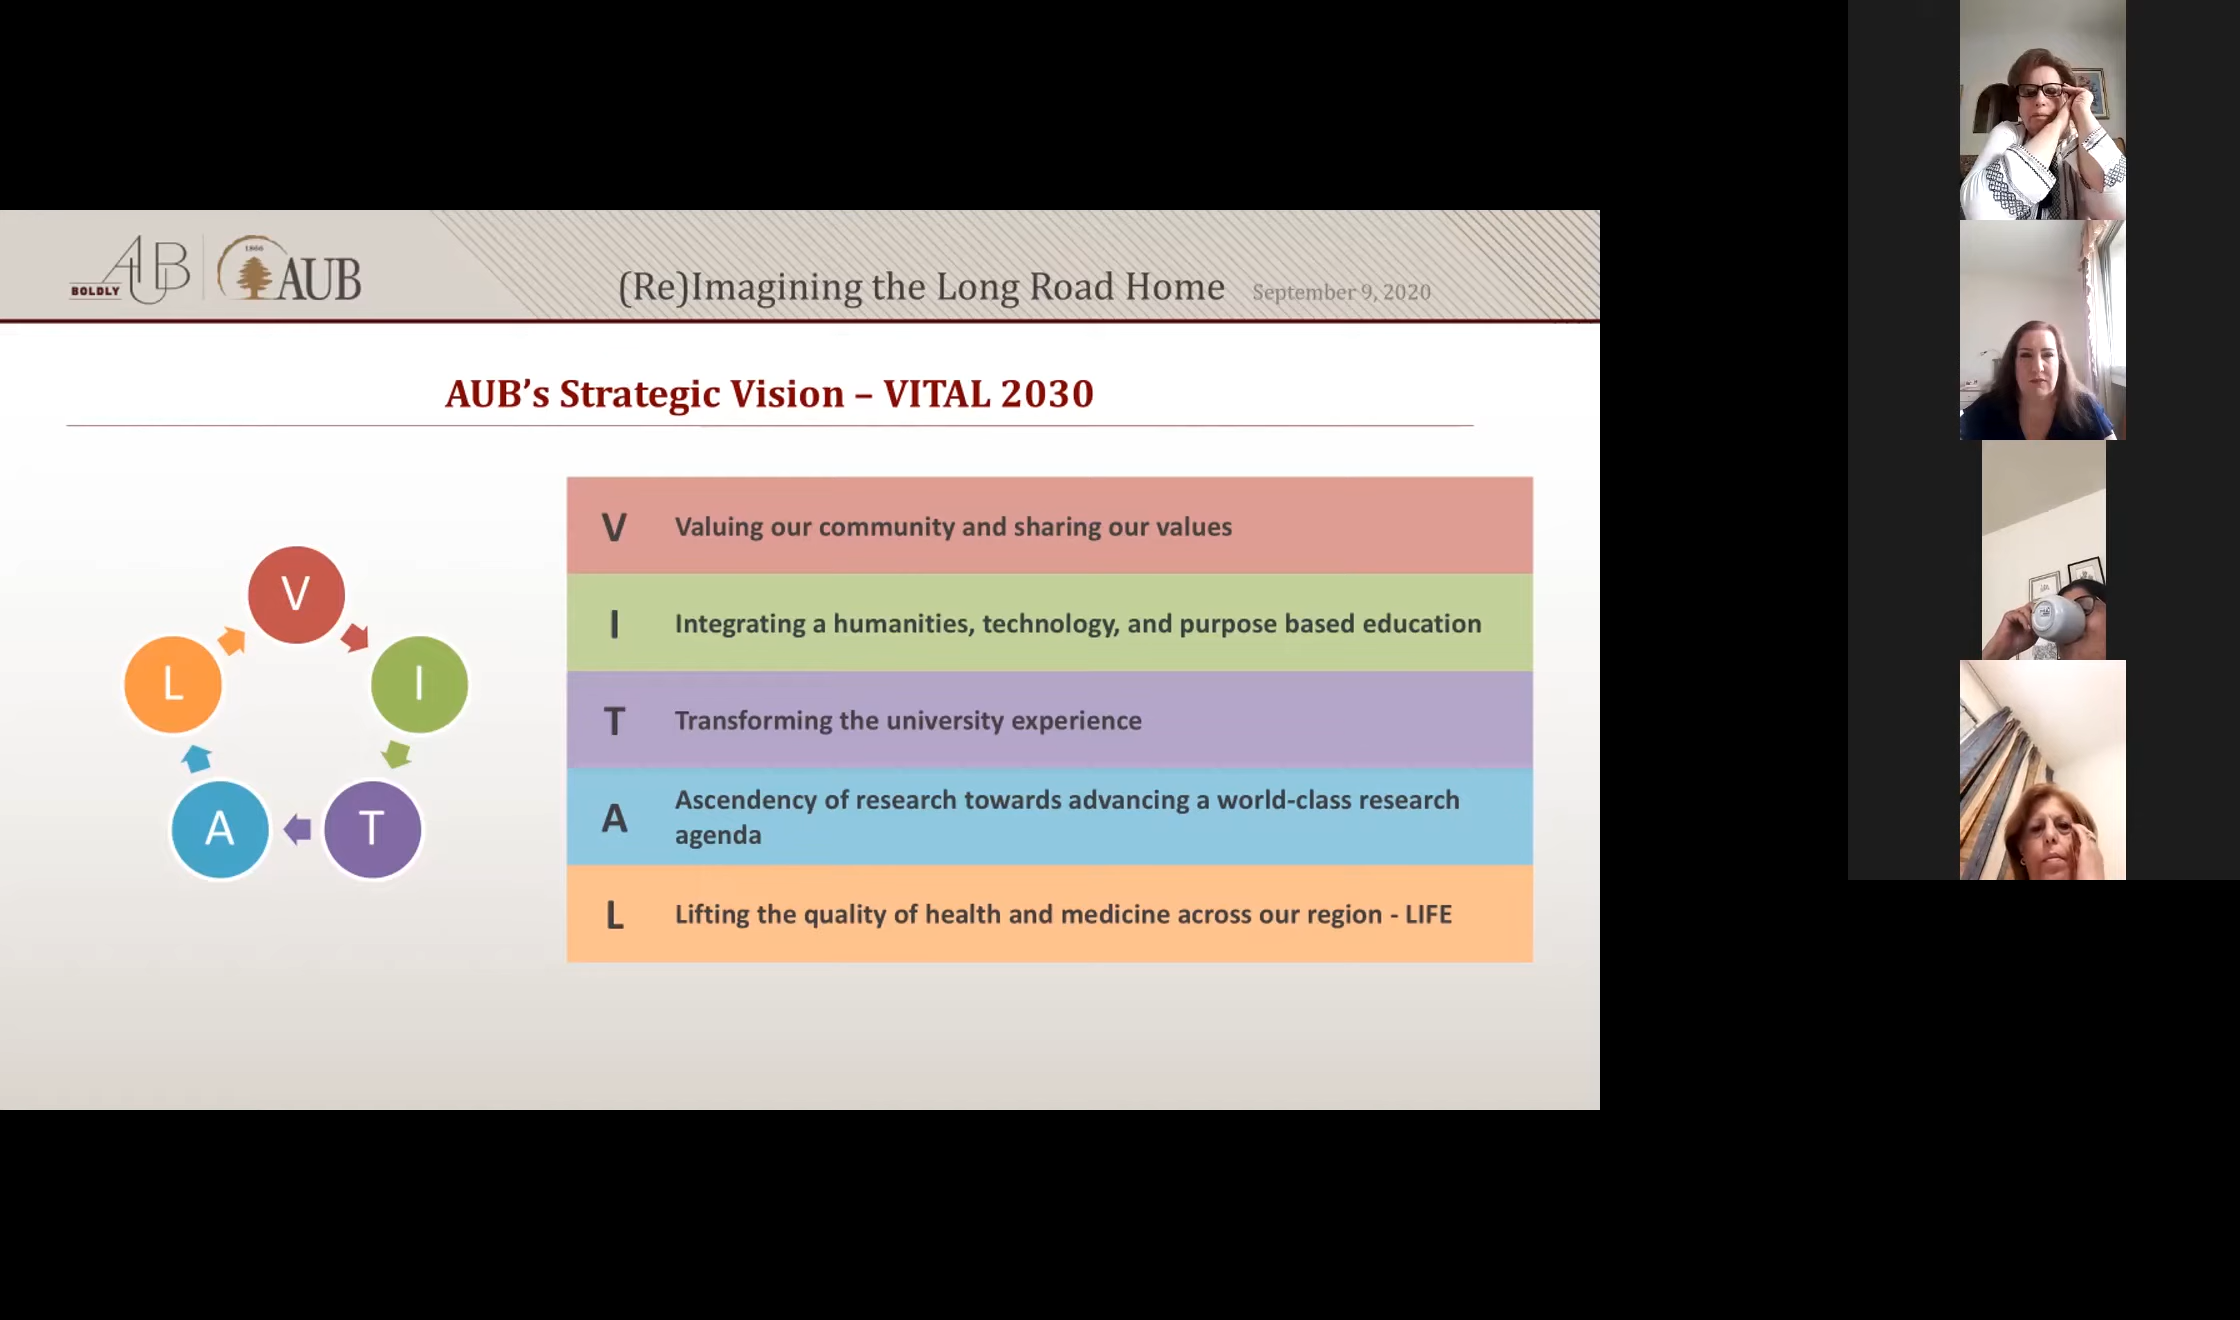 AUB
BOLDLY
1866
AUB
(Re)Imagining the Long Road Home September 9, 2020
AUB’s Strategic Vision – VITAL 2030
V Valuing our community and sharing our values
I Integrating a humanities, technology, and purpose based education
T Transforming the university experience
A Ascendency of research towards advancing a world-class research
agenda
L Lifting the quality of health and medicine across our region - LIFE
V
I
T
A
L